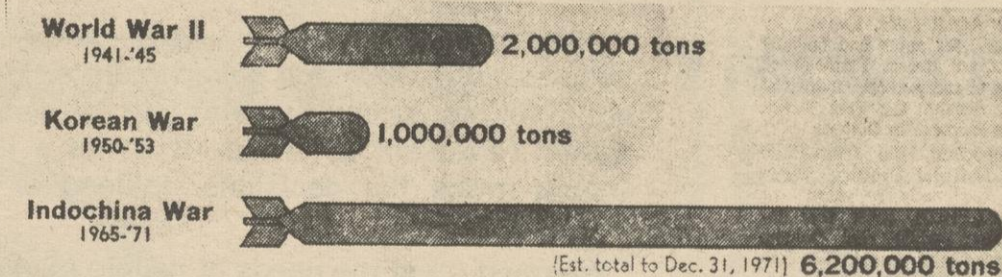 World War II
1941-'45
2,000,000 tons
Korean War
1950-'53
1,000,000 tons
Indochina War
1965-'71
(Est. total to Dec. 31, 1971) 6,200,000 tons